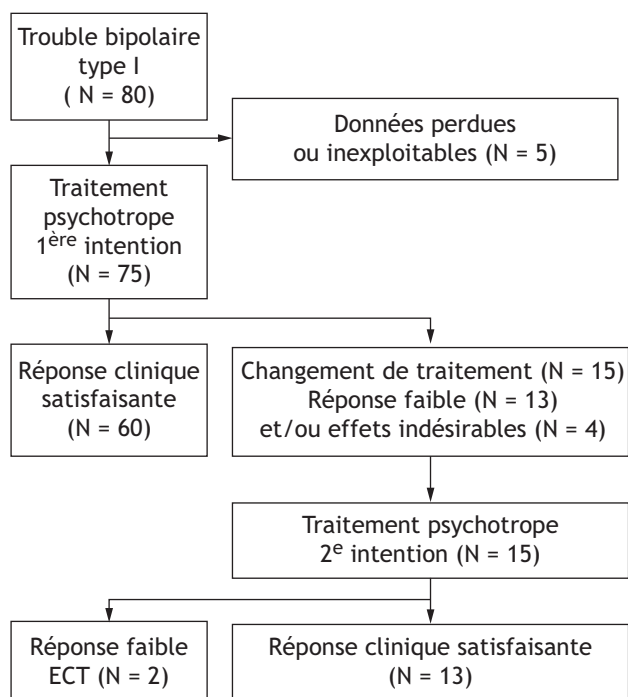 Trouble bipolaire
type I
( N = 80)
Données perdues
ou inexploitables (N = 5)
Traitement
psychotrope
1ère intention
(N = 75)
Réponse clinique
satisfaisante
(N = 60)
Changement de traitement (N = 15)
Réponse faible (N = 13)
et/ou effets indésirables (N = 4)
Traitement psychotrope
2e intention (N = 15)
Réponse faible
ECT (N = 2)
Réponse clinique satisfaisante
(N = 13)